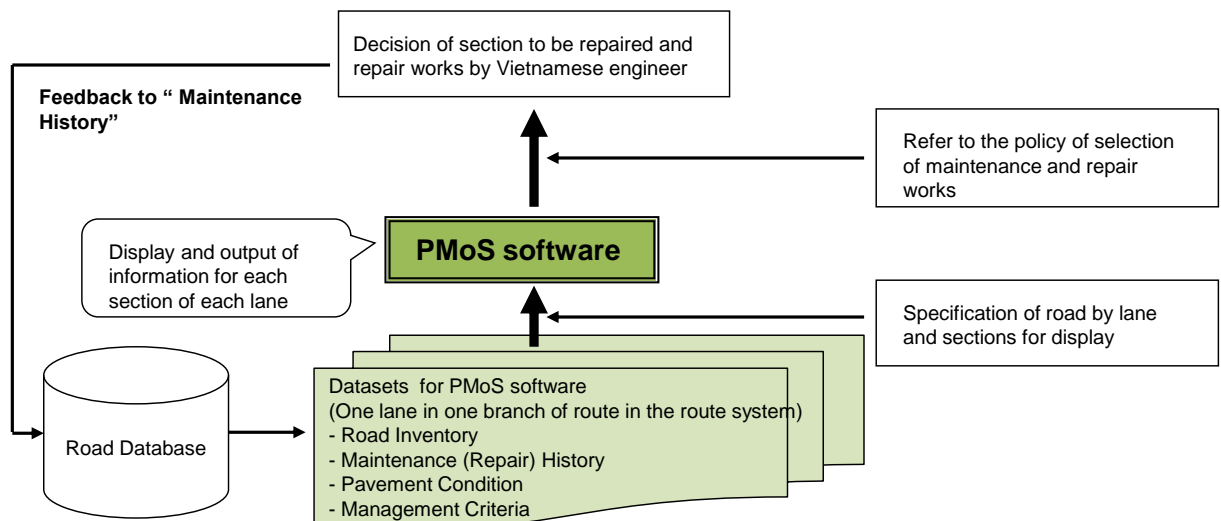 Decision of section to be repaired and
repair works by Vietnamese engineer
Feedback to “ Maintenance
History”
Refer to the policy of selection
of maintenance and repair
works
PMoS software
Display and output of
information for each
section of each lane
Specification of road by lane
and sections for display
Road Database
Datasets for PMoS software
(One lane in one branch of route in the route system)
- Road Inventory
- Maintenance (Repair) History
- Pavement Condition
- Management Criteria